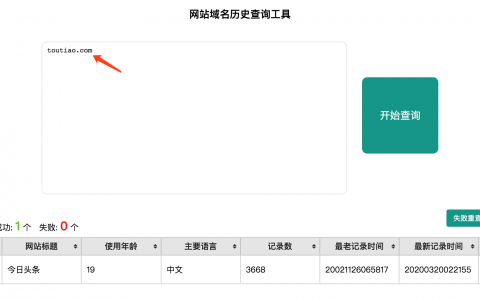 网站域名历史查询工具
toutiao.com
开始查询
失败重查
成功: 1 个 失败: 0 个
网站标题 使用年龄 主要语言 记录数 最老记录时间 最新记录时间
今日头条 19 中文 3668 20021126065817 20200320022155